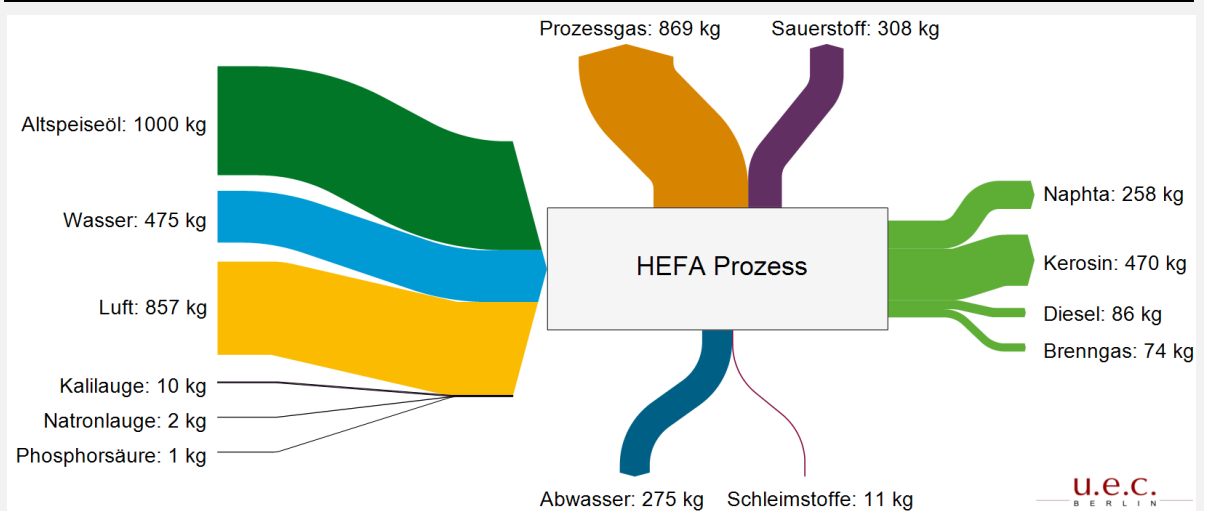 Prozessgas: 869 kg
Sauerstoff: 308 kg
Altspeiseöl: 1000 kg
Wasser: 475 kg
Luft: 857 kg
Kalilauge: 10 kg
Natronlauge: 2 kg
Phosphorsäure: 1 kg
HEFA Prozess
Naphta: 258 kg
Kerosin: 470 kg
Diesel: 86 kg
Brenngas: 74 kg
Abwasser: 275 kg
Schleimstoffe: 11 kg
u.e.c.
BERLIN